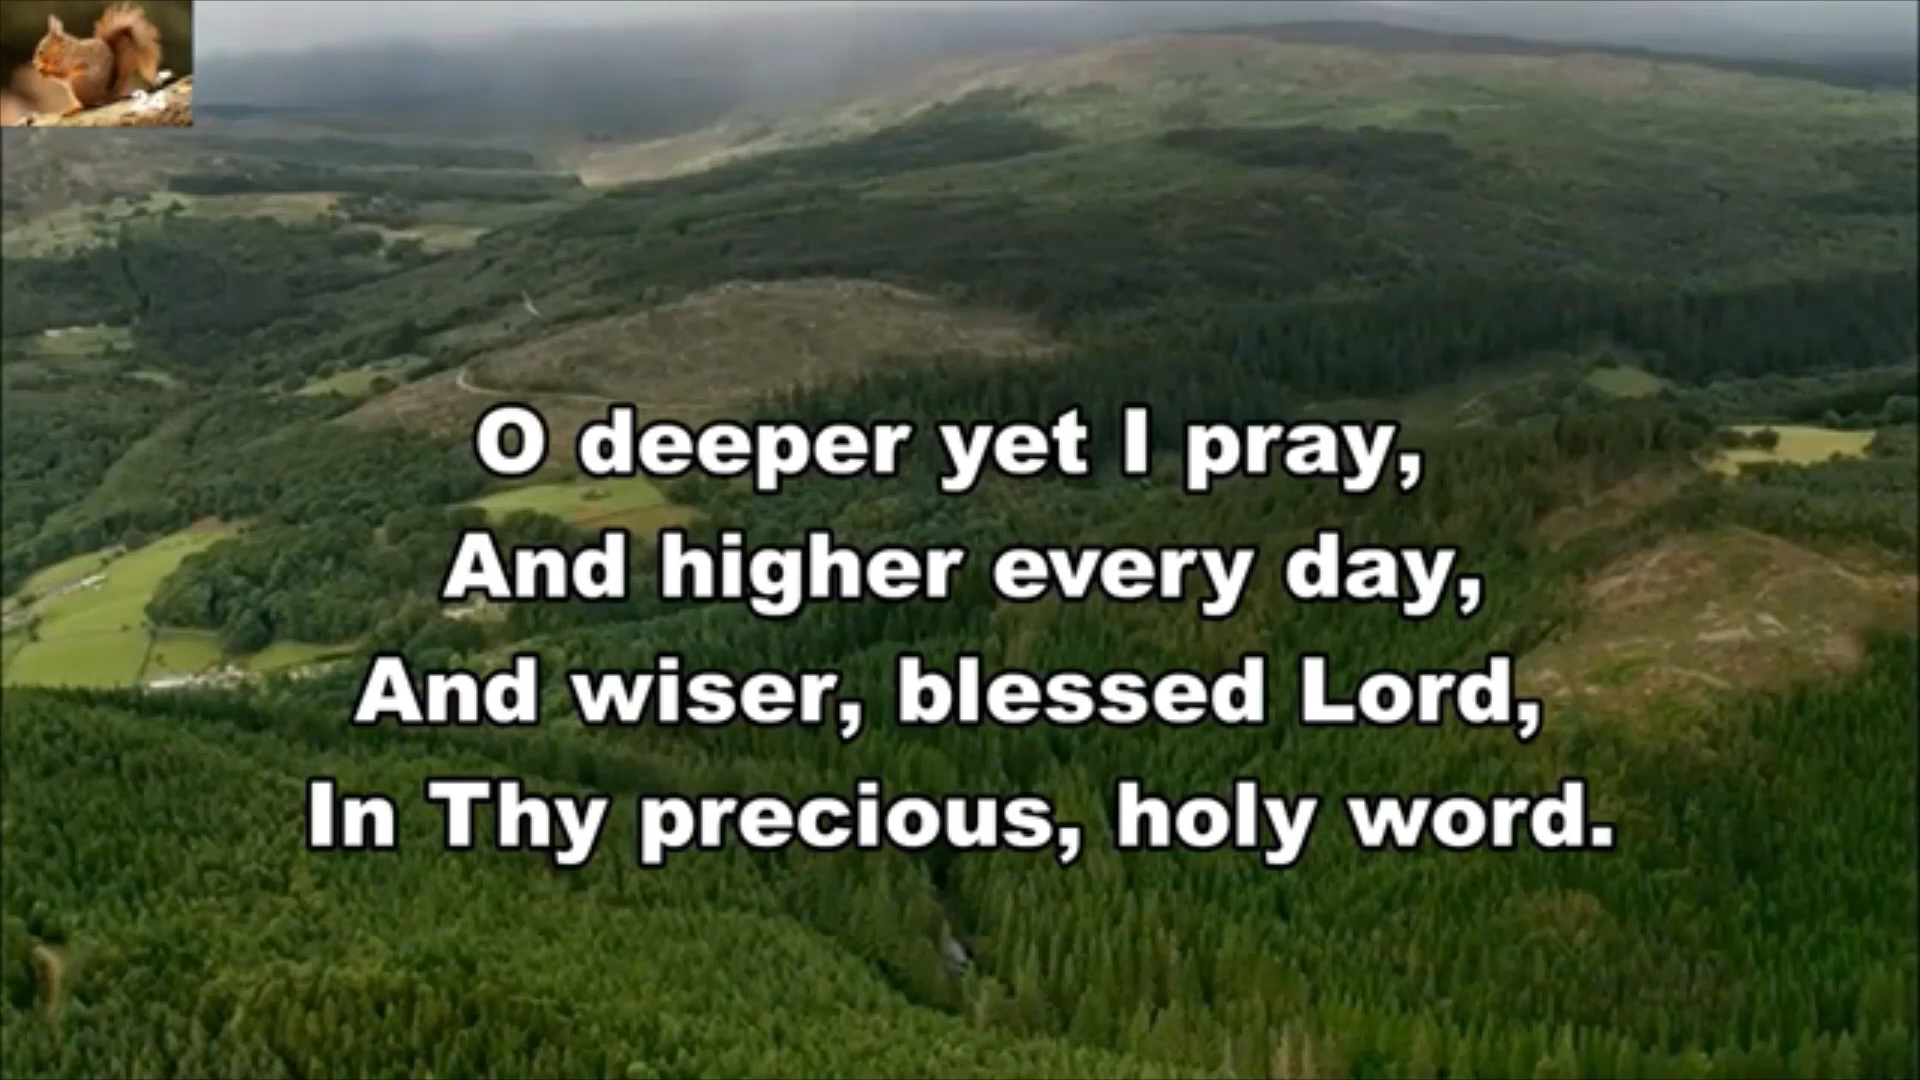 O deeper yet I pray,
And higher every day,
And wiser, blessed Lord,
In Thy precious, holy word.